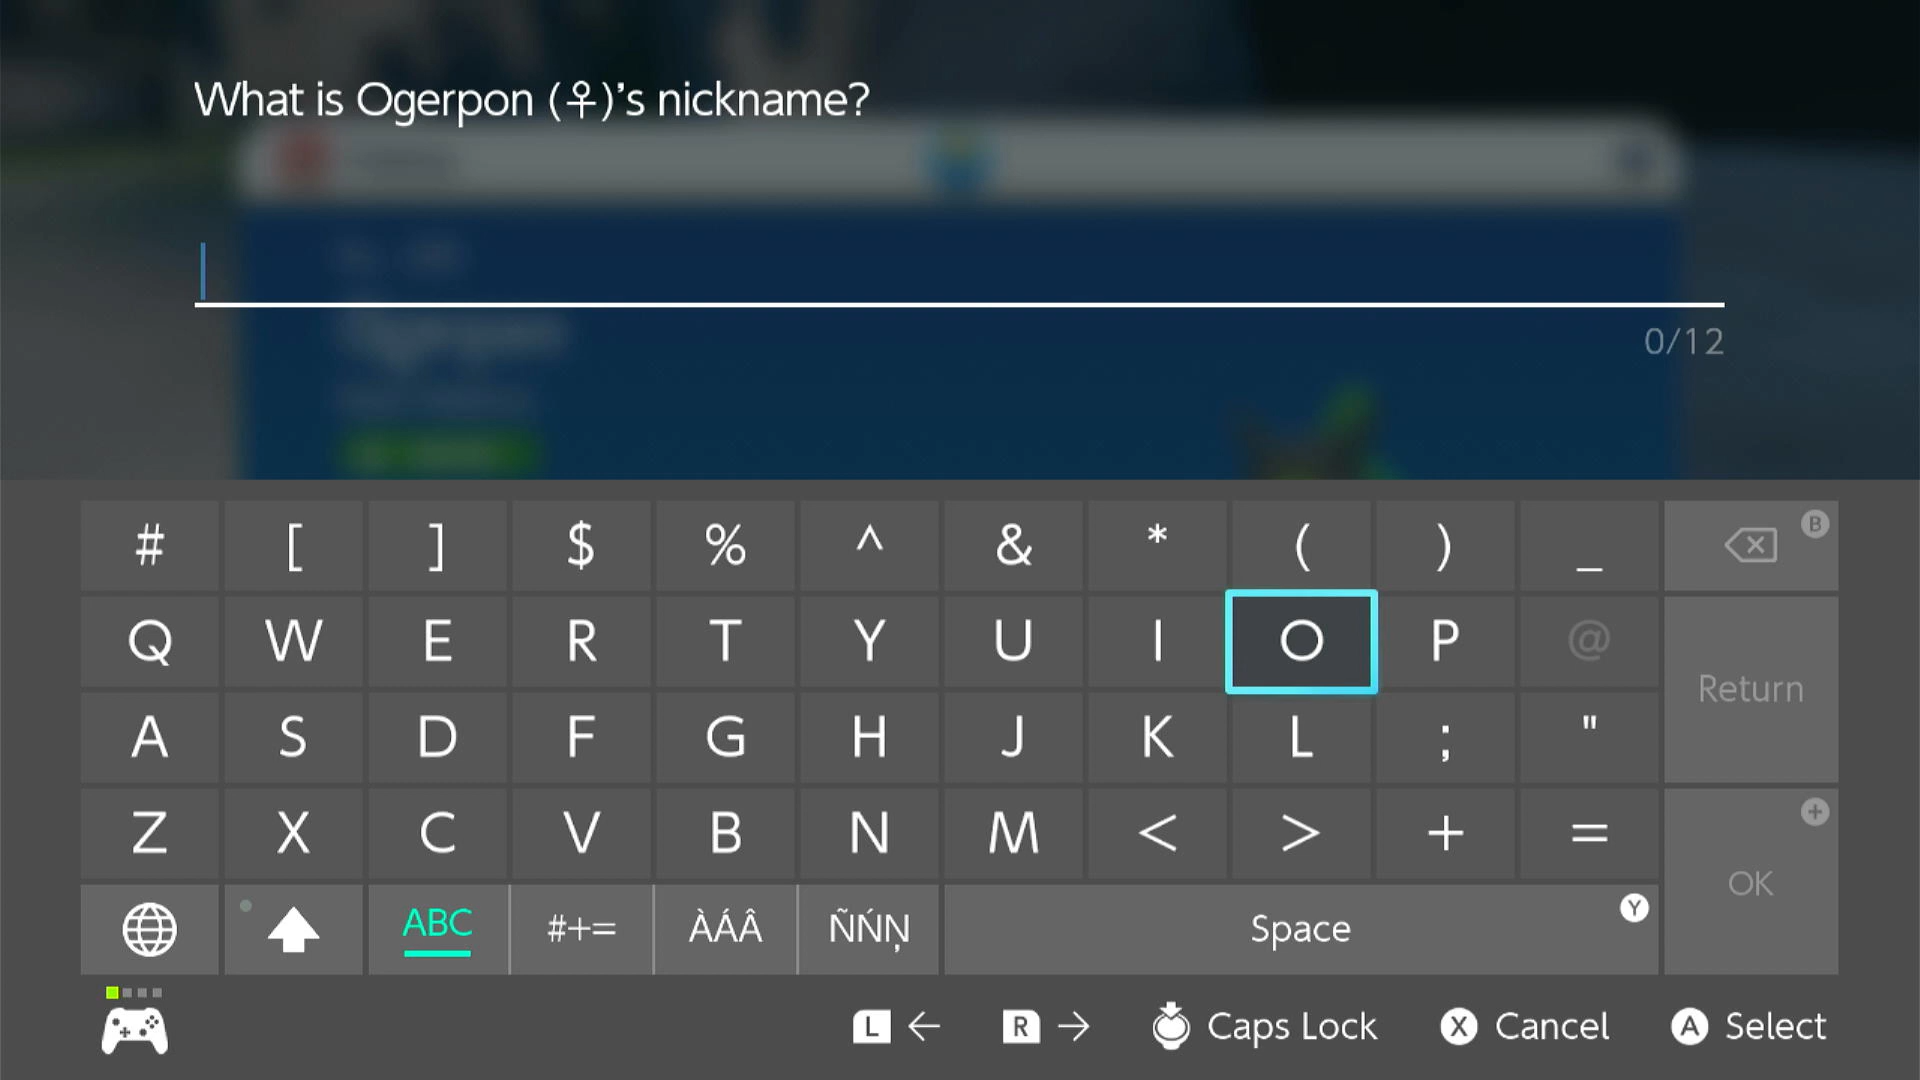 What is Ogerpon (♀)'s nickname?
0/12
# [ ] $ % ^ & * ( ) _ B
Q W E R T Y U I O P @ Return
A S D F G H J K L ; "
Z X C V B N M < > + = + OK
ABC #+= ÀÁÂ ÑŃŅ Space Y
L ← R → Caps Lock X Cancel A Select